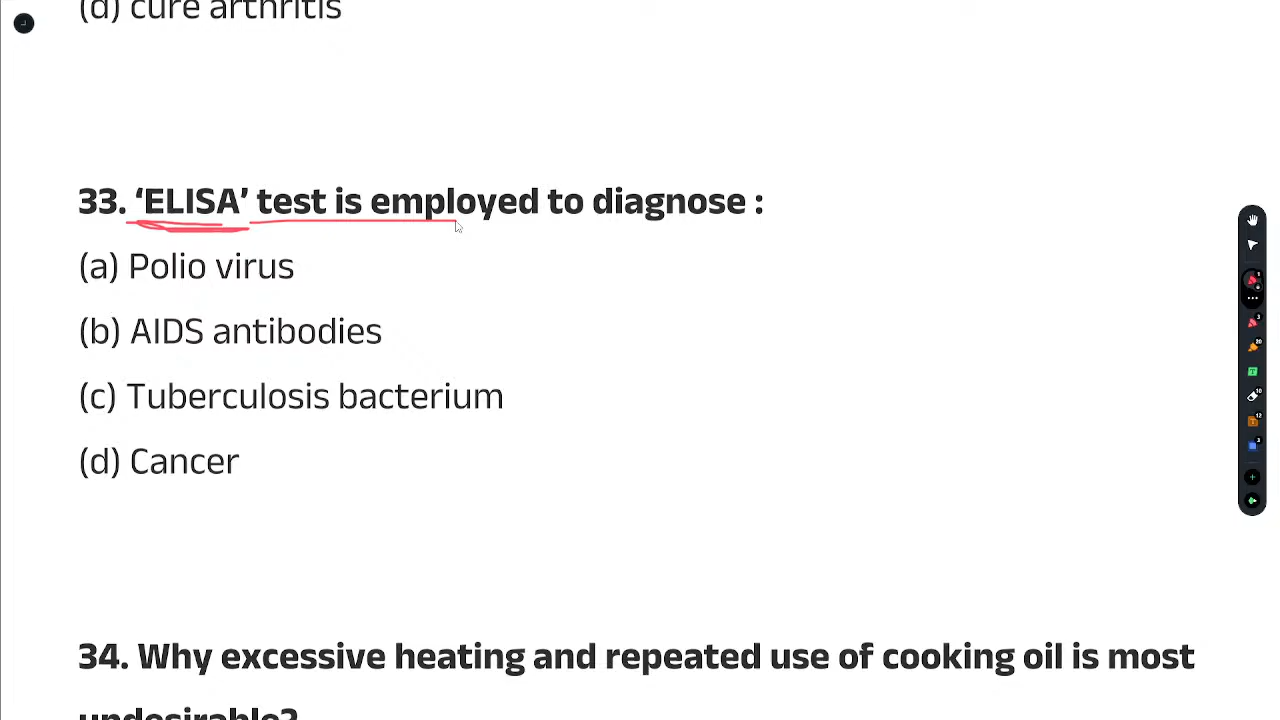 (d) cure arthritis
33. ‘ELISA’ test is employed to diagnose :
(a) Polio virus
(b) AIDS antibodies
(c) Tuberculosis bacterium
(d) Cancer
34. Why excessive heating and repeated use of cooking oil is most
undesirable?